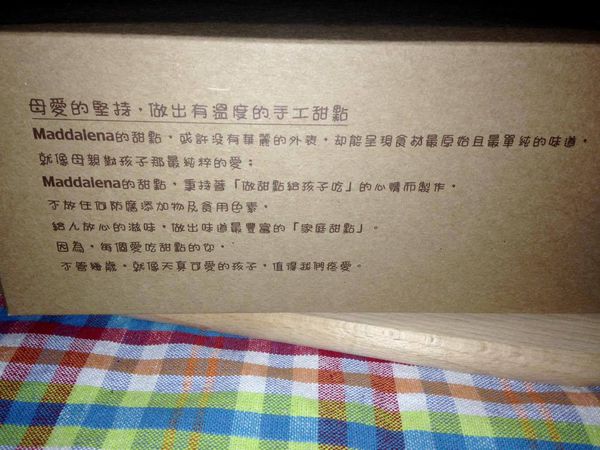 母愛的堅持，做出有溫度的手工甜點
Maddalena的甜點，或許沒有華麗的外表，卻能呈現食材最原始且最單純的味道，
就像母親對孩子那最純粹的愛；
Maddalena的甜點，秉持著「做甜點給孩子吃」的心情而製作，
不放任何防腐添加物及食用色素，
給人放心的滋味，做出味道最豐富的「家庭甜點」。
因為，每個愛吃甜點的你，
不管幾歲，就像天真可愛的孩子，值得我們疼愛。